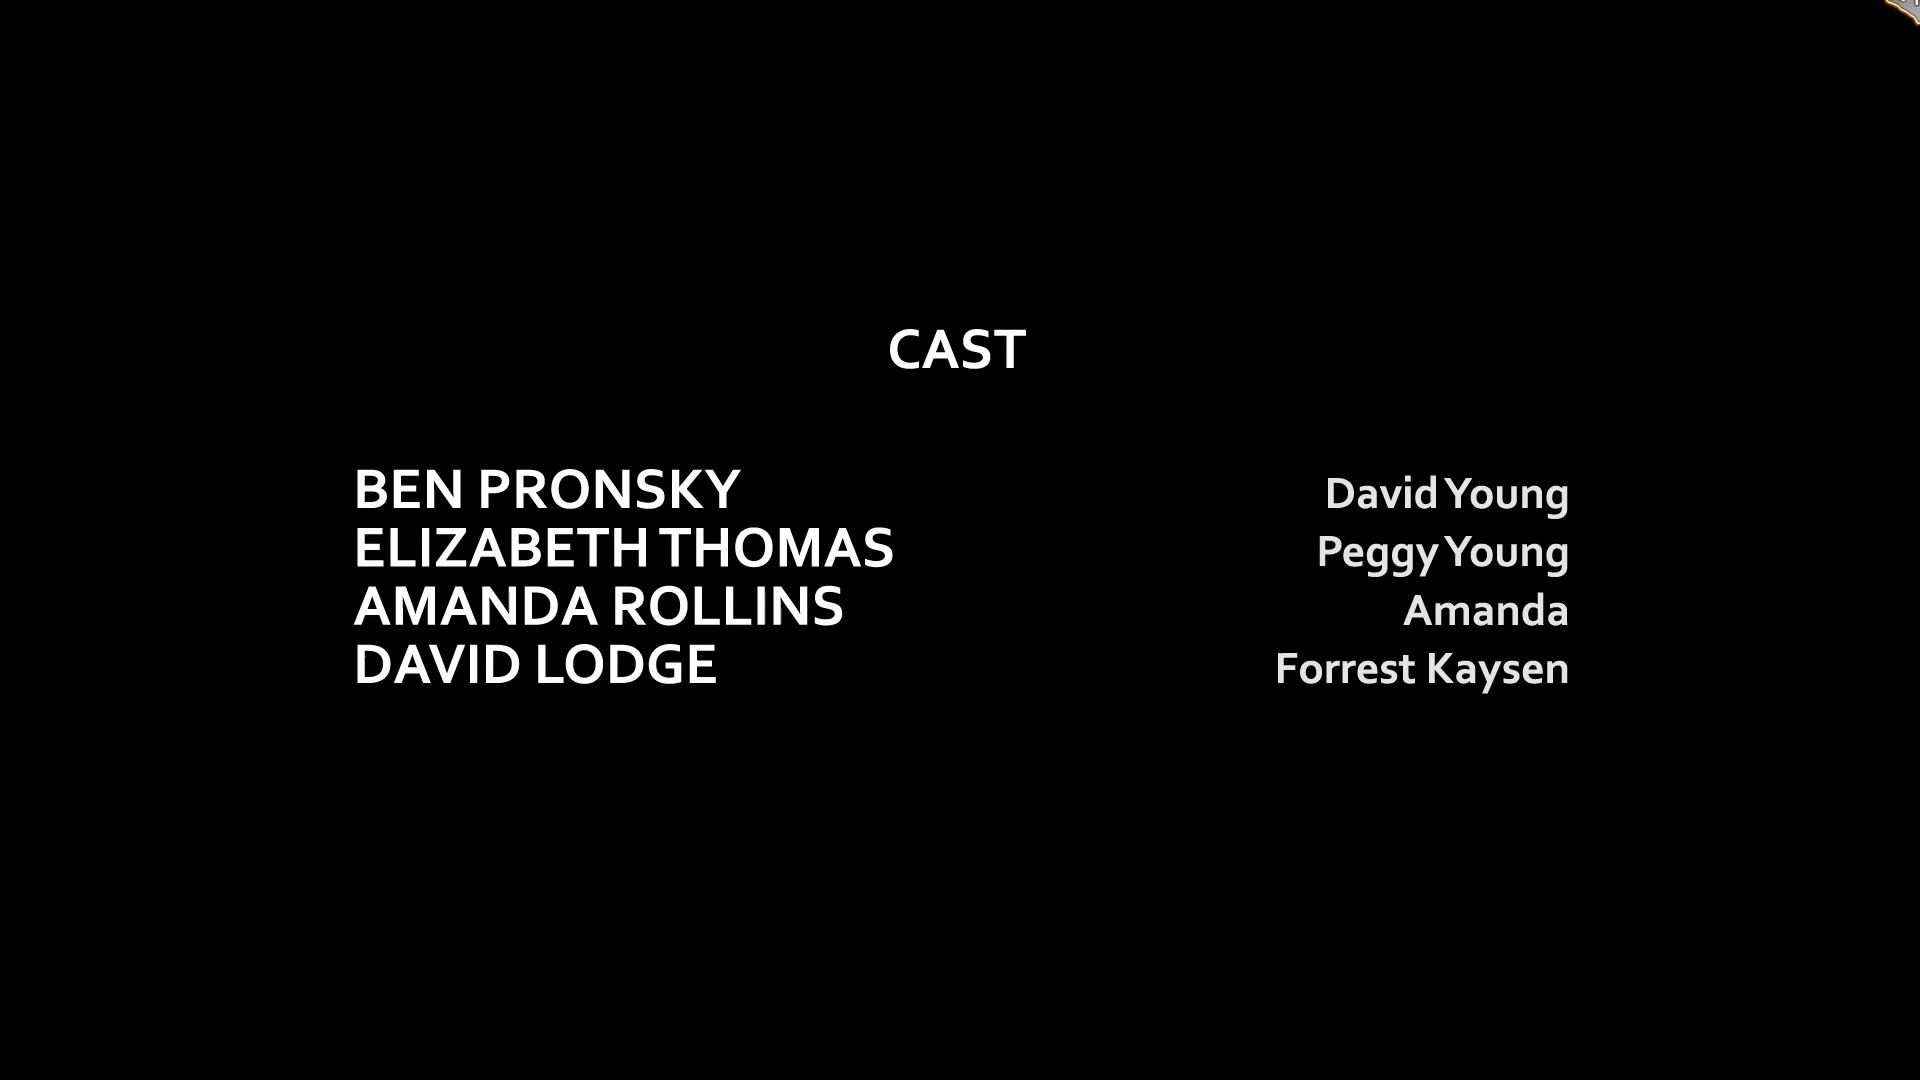 CAST
BEN PRONSKY David Young
ELIZABETH THOMAS Peggy Young
AMANDA ROLLINS Amanda
DAVID LODGE Forrest Kaysen